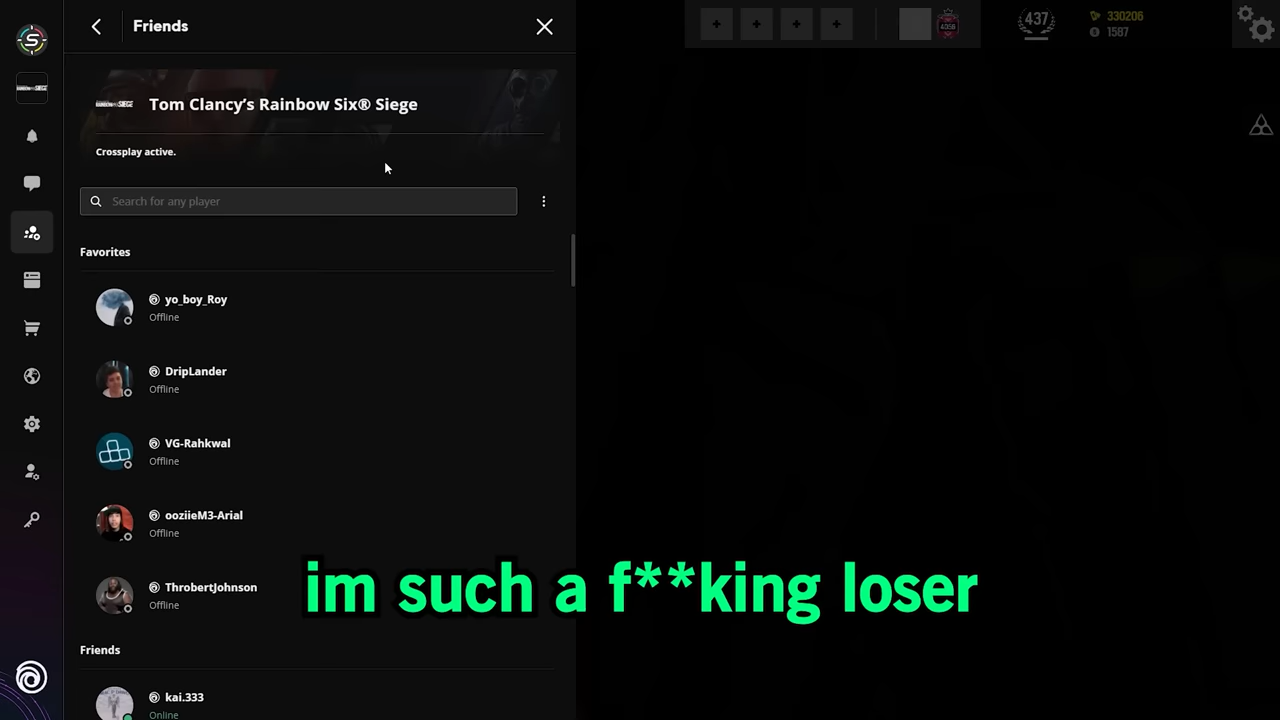 Friends
437
330206
1587
Tom Clancy's Rainbow Six® Siege
Crossplay active.
Search for any player
Favorites
yo_boy_Roy
Offline
DripLander
Offline
VG-Rahkwal
Offline
ooziieM3-Arial
Offline
ThrobertJohnson
Offline
im such a f**king loser
Friends
kai.333
Online